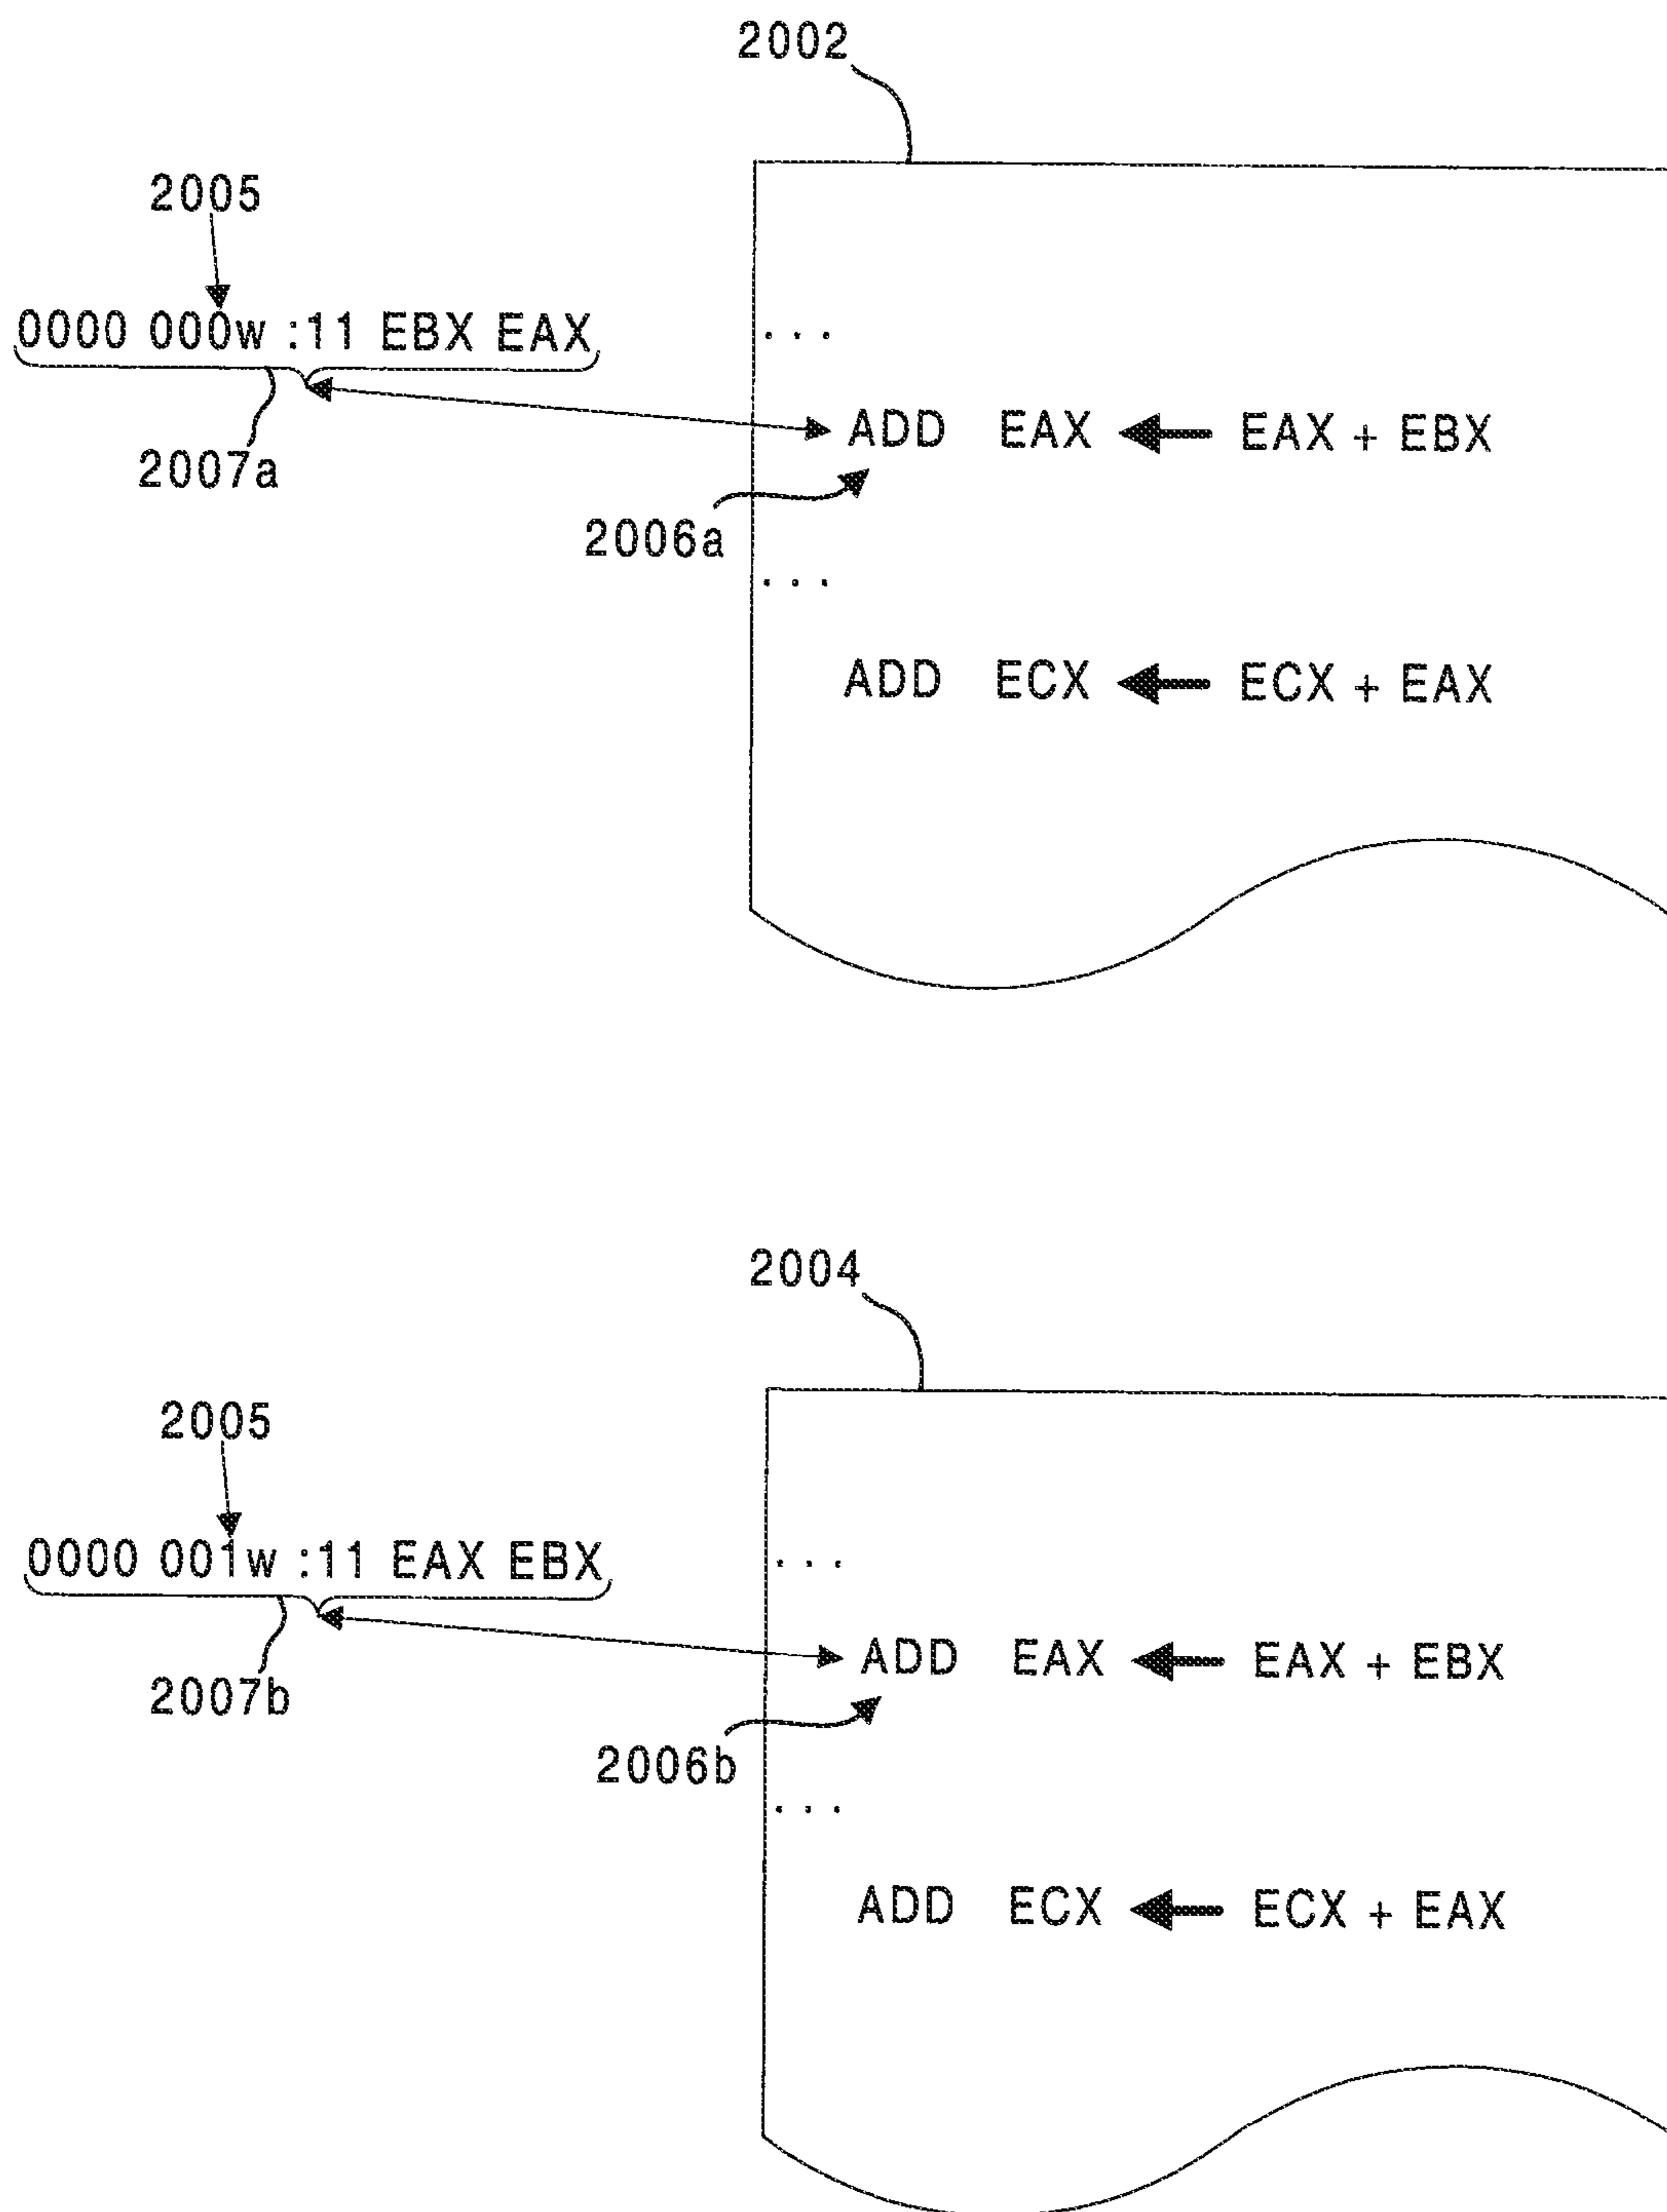 2002
2005
0000 000w :11 EBX EAX
...
ADD EAX ← EAX + EBX
2007a
2006a
...
ADD ECX ← ECX + EAX
2004
2005
0000 001w :11 EAX EBX
...
ADD EAX ← EAX + EBX
2007b
2006b
...
ADD ECX ← ECX + EAX